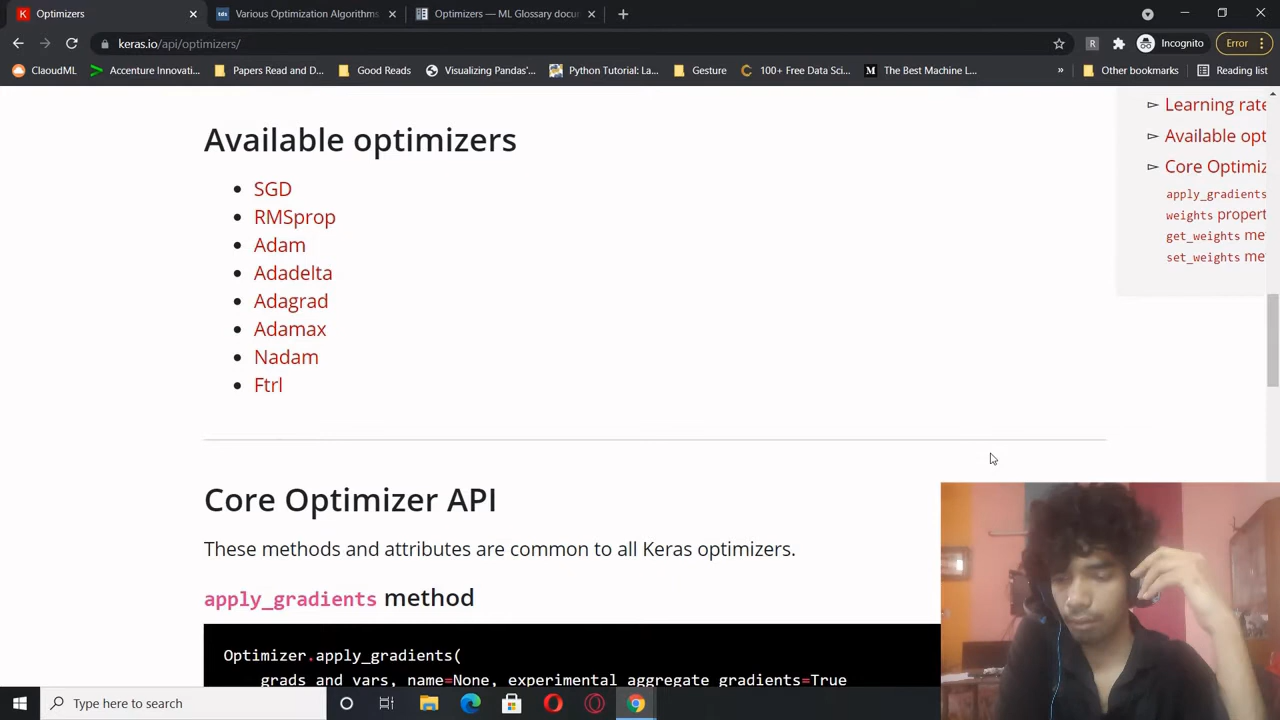 Optimizers
Various Optimization Algorithms
Optimizers — ML Glossary docu
keras.io/api/optimizers/
Incognito
Error
ClaoudML
Accenture Innovati...
Papers Read and D...
Good Reads
Visualizing Pandas'...
Python Tutorial: La...
Gesture
100+ Free Data Sci...
The Best Machine L...
Other bookmarks
Reading list
Available optimizers
SGD
RMSprop
Adam
Adadelta
Adagrad
Adamax
Nadam
Ftrl
Learning rate
Available opt
Core Optimiz
apply_gradients
weights propert
get_weights me
set_weights me
Core Optimizer API
These methods and attributes are common to all Keras optimizers.
apply_gradients method
Optimizer.apply_gradients(
grads_and_vars, name=None, experimental_aggregate_gradients=True
Type here to search